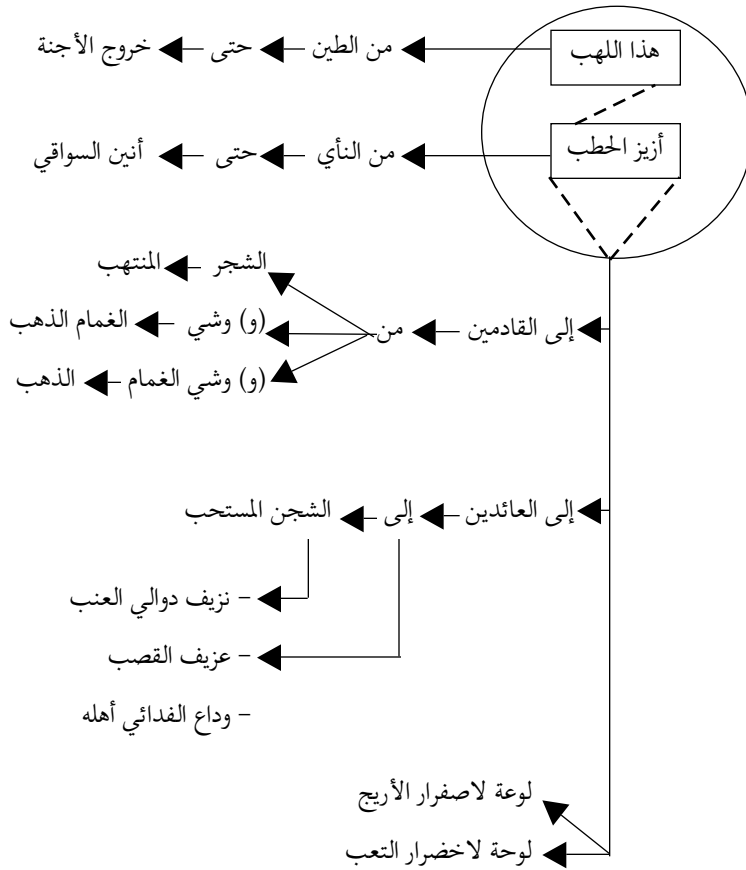 هذا اللهب من الطين حتى خروج الأجنة
أزيز الحطب من النأي حتى أنين السواقي
الشجر المنتهب
إلى القادمين من (و) وشي الغمام الذهب
(و) وشي الغمام الذهب
إلى العائدين إلى الشجن المستحب
– نزيف دوالي العنب
– عزيف القصب
– وداع الفدائي أهله
لوعة لاصفرار الأريج
لوحة لاخضرار التعب